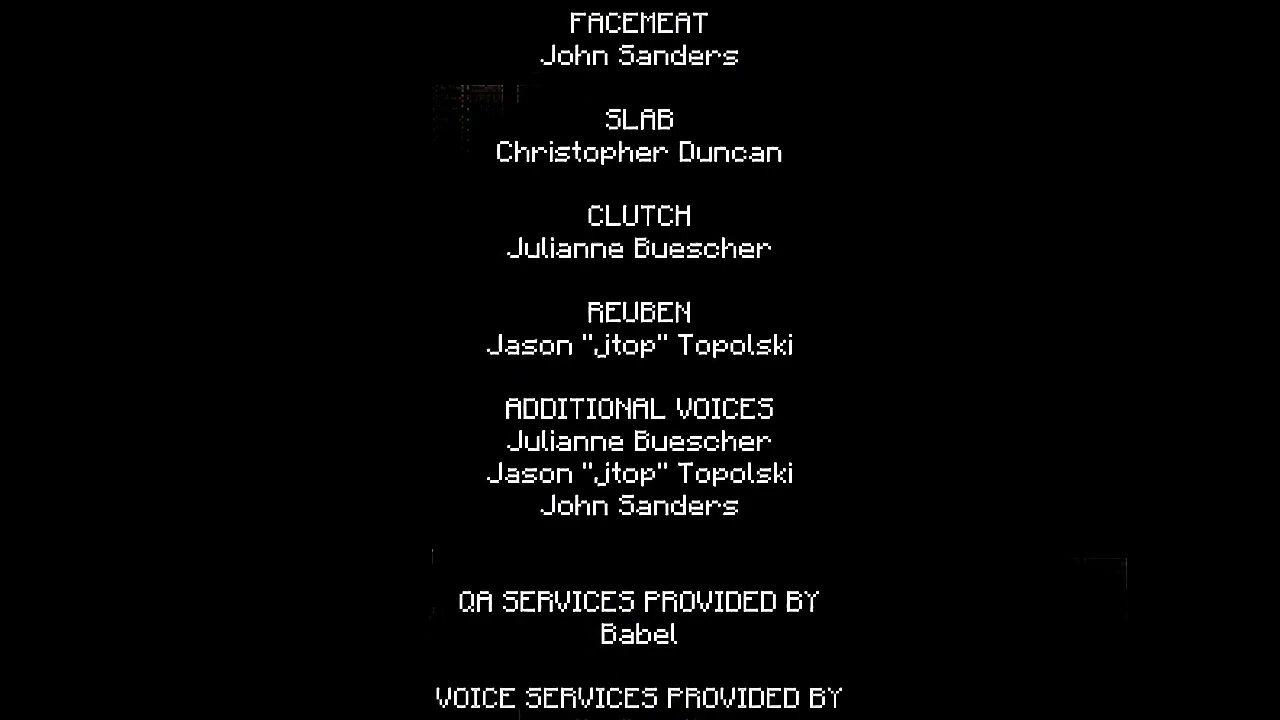 FACEMEAT
John Sanders
SLAB
Christopher Duncan
CLUTCH
Julianne Buescher
REUBEN
Jason "jtop" Topolski
ADDITIONAL VOICES
Julianne Buescher
Jason "jtop" Topolski
John Sanders
QA SERVICES PROVIDED BY
Babel
VOICE SERVICES PROVIDED BY